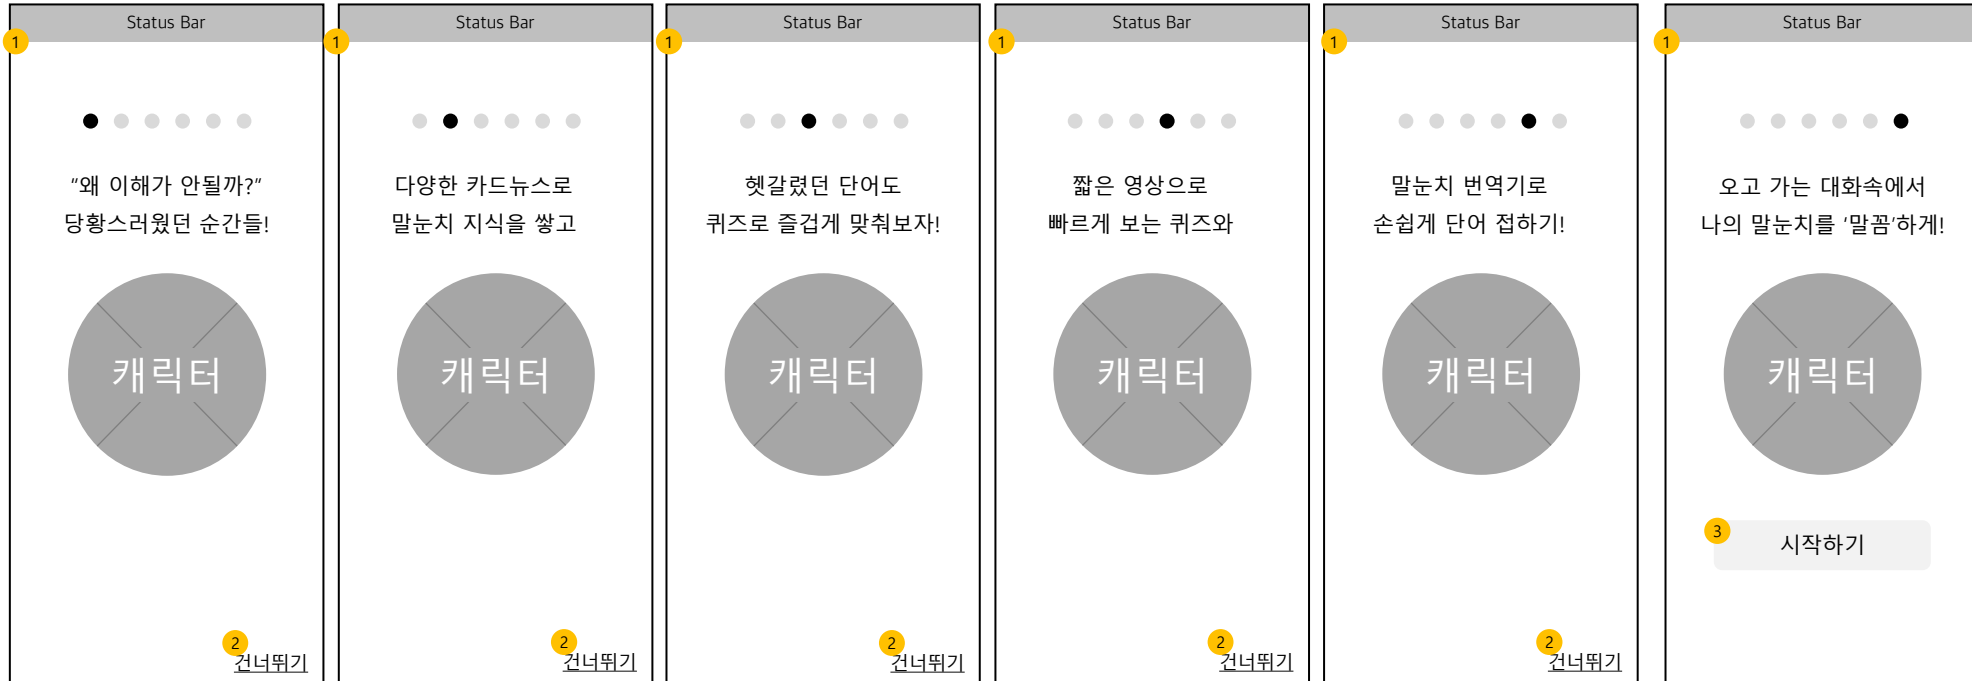 Status Bar
1
“왜 이해가 안될까?”
당황스러웠던 순간들!
캐릭터
2
건너뛰기
Status Bar
1
다양한 카드뉴스로
말눈치 지식을 쌓고
캐릭터
2
건너뛰기
Status Bar
1
헷갈렸던 단어도
퀴즈로 즐겁게 맞춰보자!
캐릭터
2
건너뛰기
Status Bar
1
짧은 영상으로
빠르게 보는 퀴즈와
캐릭터
2
건너뛰기
Status Bar
1
말눈치 번역기로
손쉽게 단어 접하기!
캐릭터
2
건너뛰기
Status Bar
1
오고 가는 대화속에서
나의 말눈치를 ‘말꼼’하게!
캐릭터
3
시작하기